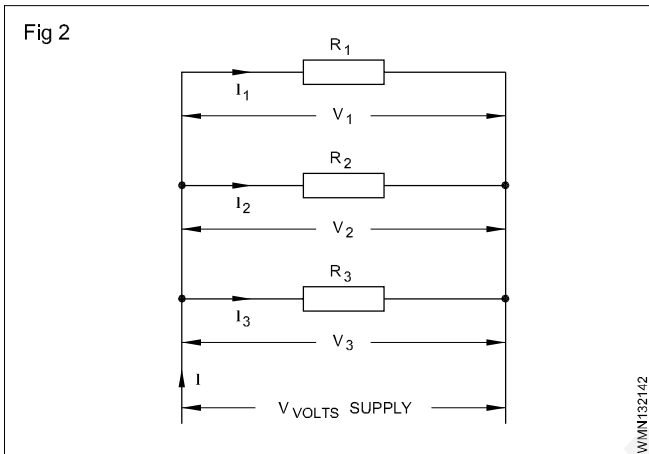 Fig 2
R1
I1
V1
R2
I2
V2
R3
I3
V3
I
V VOLTS SUPPLY
WMN132142